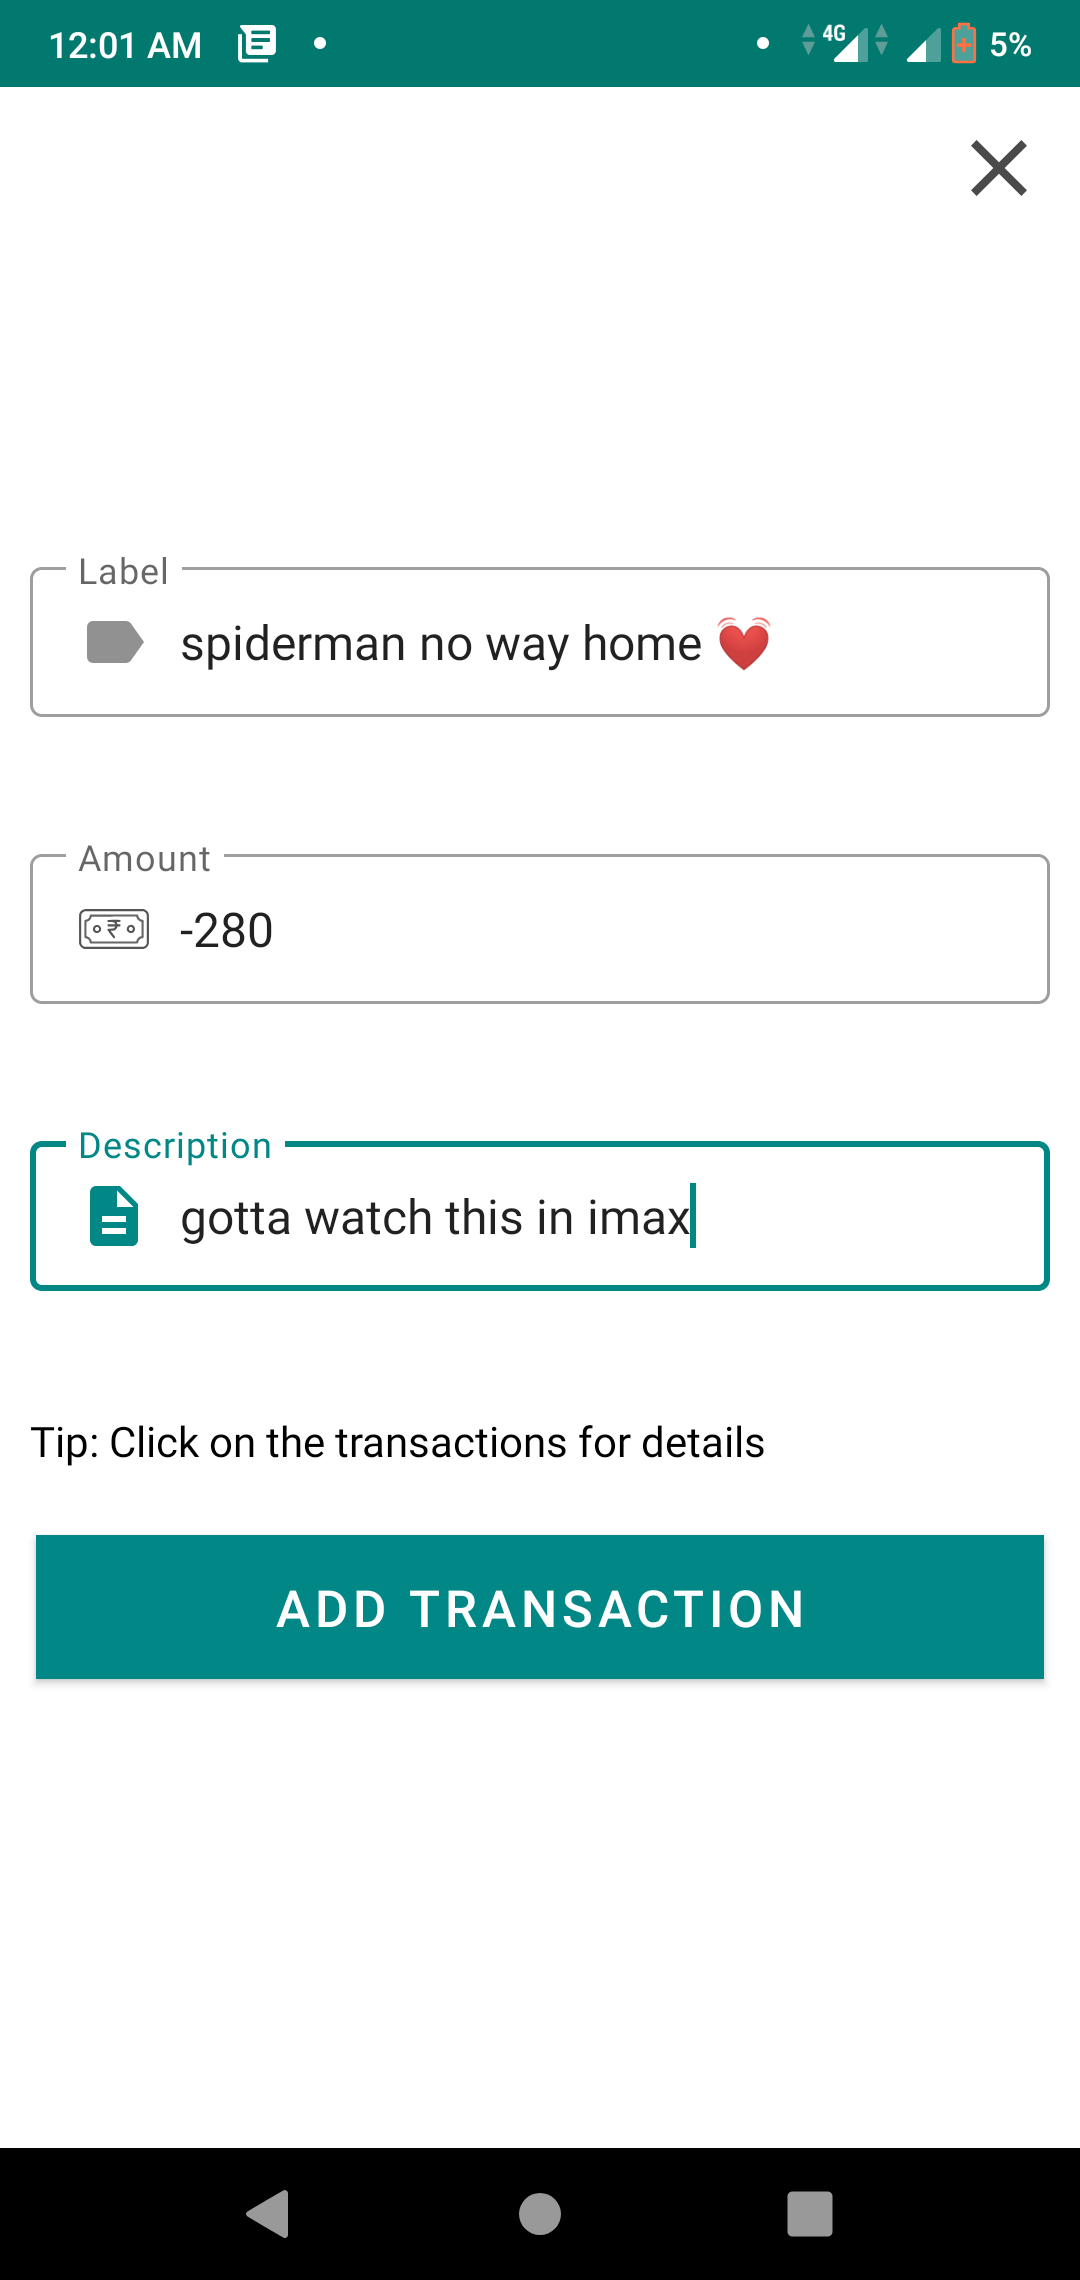 12:01 AM 4G 5%
Label
spiderman no way home 💓
Amount
₹ -280
Description
gotta watch this in imax
Tip: Click on the transactions for details
ADD TRANSACTION